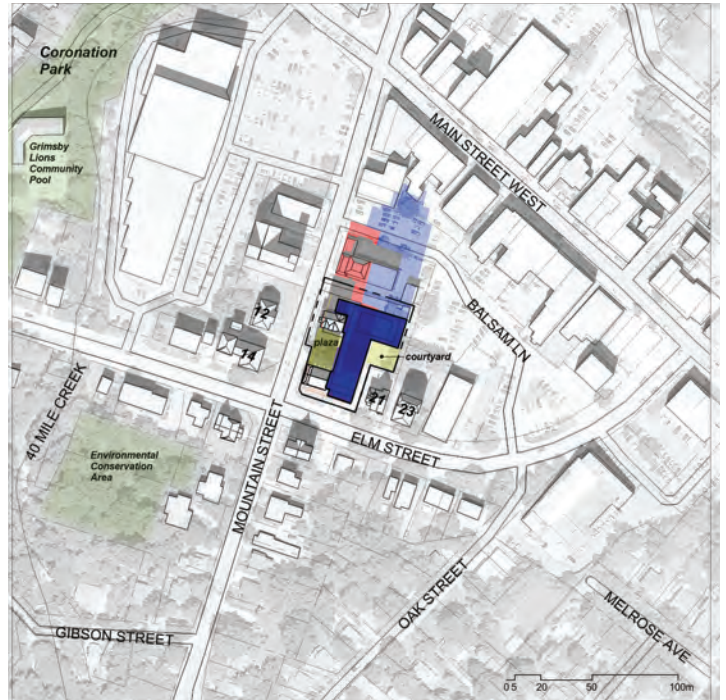 Coronation
Park
Grimsby
Lions
Community
Pool
MAIN STREET WEST
BALSAM LN
12
14
plaza
courtyard
21
23
40 MILE CREEK
MOUNTAIN STREET
ELM STREET
Environmental
Conservation
Area
OAK STREET
MELROSE AVE
GIBSON STREET
0 5 20 50 100m